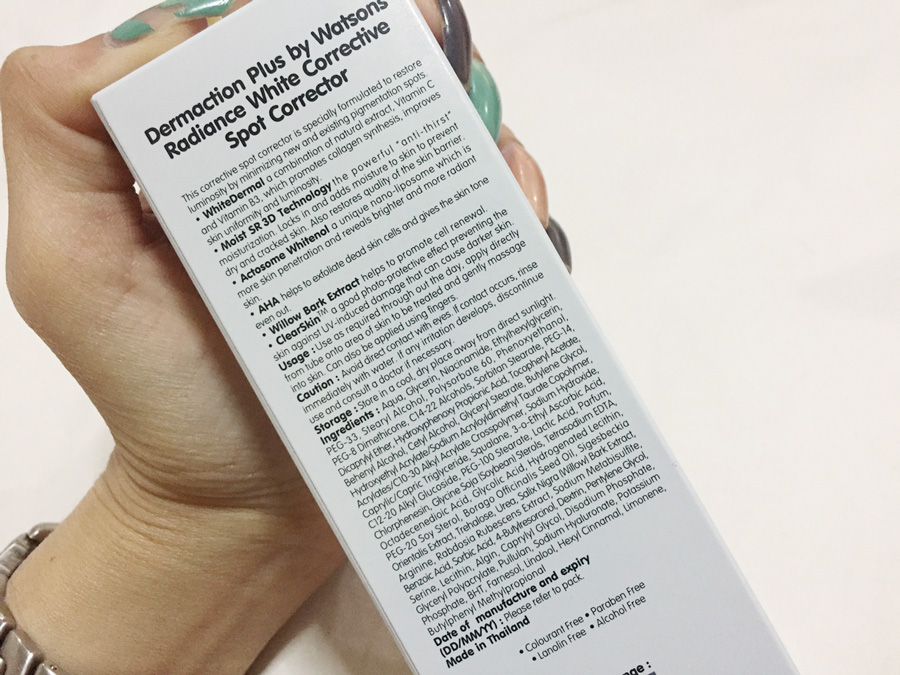 Dermaction Plus by Watsons
Radiance White Corrective
Spot Corrector
This corrective spot corrector is specially formulated to restore
luminosity by minimizing new and existing pigmentation spots.
• WhiteDermal a combination of natural extract, Vitamin C
and Vitamin B3, which promotes collagen synthesis, improves
skin uniformity and luminosity.
• Moist SR 3D Technology the powerful "anti-thirst"
moisturization. Locks in and adds moisture to skin to prevent
dry and cracked skin. Also restores quality of the skin barrier.
• Actosome Whitenol a unique nano-liposome which is
more skin penetration and reveals brighter and more radiant
skin.
• AHA helps to exfoliate dead skin cells and gives the skin tone
even out.
• Willow Bark Extract helps to promote cell renewal.
• ClearSkin™ a good photo-protective effect preventing the
skin against UV-induced damage that can cause darker skin.
Usage : Use as required through out the day, apply directly
from tube onto area of skin to be treated and gently massage
into skin. Can also be applied using fingers.
Caution : Avoid direct contact with eyes. If contact occurs, rinse
immediately with water. If any irritation develops, discontinue
use and consult a doctor if necessary.
Storage : Store in a cool, dry place away from direct sunlight.
Ingredients : Aqua, Glycerin, Niacinamide, Ethylhexylglycerin,
PEG-33, Stearyl Alcohol, Polysorbate 60, Phenoxyethanol,
PEG-8 Dimethicone, C14-22 Alcohols, Sorbitan Stearate, PEG-14,
Dicaprylyl Ether, Hydroxyphenoxy Propionic Acid, Tocopheryl Acetate,
Behenyl Alcohol, Cetyl Alcohol, Glyceryl Stearate, Butylene Glycol,
Hydroxyethyl Acrylate/Sodium Acryloyldimethyl Taurate Copolymer,
Acrylates/C10-30 Alkyl Acrylate Crosspolymer, Sodium Hydroxide,
Caprylic/Capric Triglyceride, Squalane, 3-o-Ethyl Ascorbic Acid,
C12-20 Alkyl Glucoside, PEG-100 Stearate, Lactic Acid, Parfum,
Chlorphenesin, Glycine Soja (Soybean) Sterols, Tetrasodium EDTA,
Octadecenedioic Acid, Glycolic Acid, Hydrogenated Lecithin,
PEG-20 Soy Sterol, Borago Officinalis Seed Oil, Sigesbeckia
Orientalis Extract, Trehalose, Urea, Salix Nigra Willow Bark Extract,
Arginine, Rabdosia Rubescens Extract, Sodium Metabisulfite,
Benzoic Acid, Sorbic Acid, 4-Butylresorcinol, Dextrin, Pentylene Glycol,
Serine, Lecithin, Algin, Caprylyl Glycol, Disodium Phosphate,
Glyceryl Polyacrylate, Pullulan, Sodium Hyaluronate, Potassium
Phosphate, BHT, Farnesol, Linalool, Hexyl Cinnamal, Limonene,
Butylphenyl Methylpropional
Date of manufacture and expiry
(DD/MM/YY) : Please refer to pack.
Made in Thailand
• Colourant Free • Paraben Free
• Lanolin Free • Alcohol Free